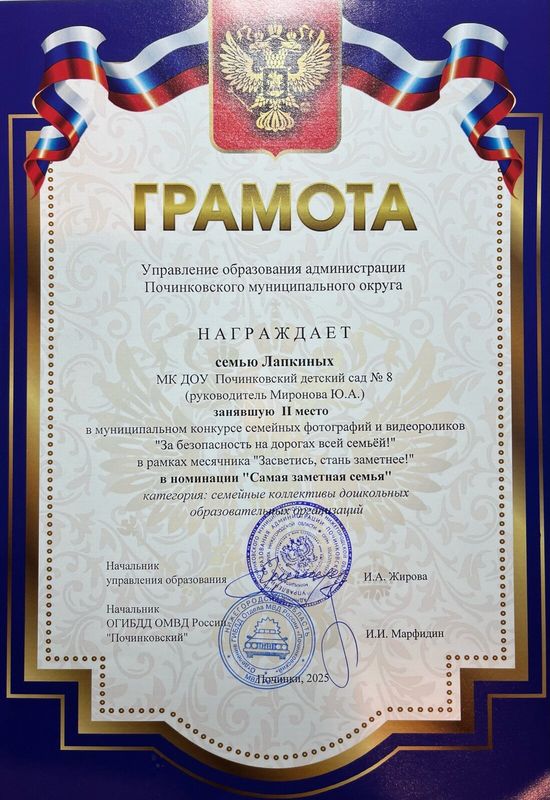 ГРАМОТА
Управление образования администрации
Починковского муниципального округа
НАГРАЖДАЕТ
семью Лапкиных
МК ДОУ Починковский детский сад № 8
(руководитель Миронова Ю.А.)
занявшую II место
в муниципальном конкурсе семейных фотографий и видеороликов
"За безопасность на дорогах всей семьёй!"
в рамках месячника "Засветись, стань заметнее!"
в номинации "Самая заметная семья"
категория: семейные коллективы дошкольных
образовательных организаций
Начальник
управления образования
И.А. Жирова
Начальник
ОГИБДД ОМВД России
"Починковский"
И.И. Марфидин
НИЖЕГОРОДСКАЯ ОБЛАСТЬ
Починки, 2025